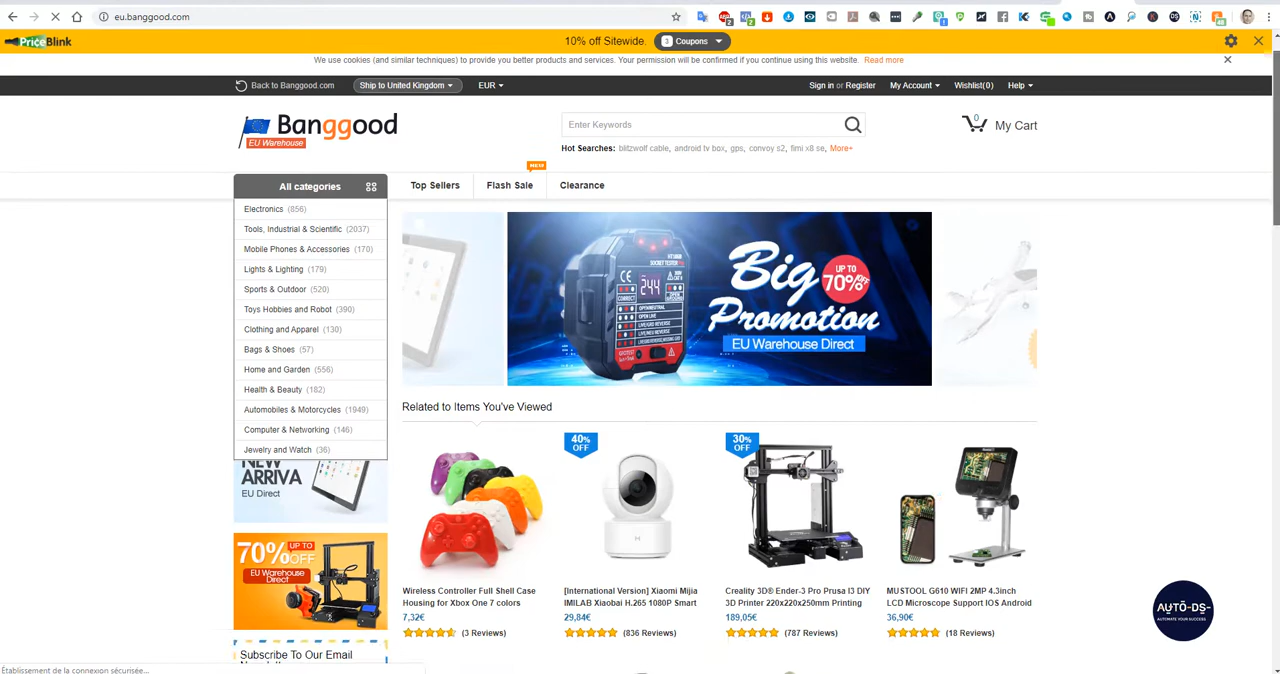 eu.banggood.com
PriceBlink
10% off Sitewide.
3 Coupons
We use cookies (and similar techniques) to provide you better products and services. Your permission will be confirmed if you continue using this website. Read more
Back to Banggood.com
Ship to United Kingdom
EUR
Sign in or Register
My Account
Wishlist(0)
Help
Banggood
EU Warehouse
Enter Keywords
0 My Cart
Hot Searches: blitzwolf cable, android tv box, gps, convoy s2, fimi x8 se, More+
All categories
Top Sellers
NEW
Flash Sale
Clearance
Electronics (856)
Tools, Industrial & Scientific (2037)
Mobile Phones & Accessories (170)
Lights & Lighting (179)
Sports & Outdoor (520)
Toys Hobbies and Robot (390)
Clothing and Apparel (130)
Bags & Shoes (57)
Home and Garden (556)
Health & Beauty (182)
Automobiles & Motorcycles (1949)
Computer & Networking (146)
Jewelry and Watch (36)
244
Big
UP TO
70% OFF
Promotion
EU Warehouse Direct
NEW
ARRIVA
EU Direct
70% UP TO
OFF
EU Warehouse
Direct
Subscribe To Our Email
Related to Items You've Viewed
Wireless Controller Full Shell Case
Housing for Xbox One 7 colors
7,32€
(3 Reviews)
40%
OFF
[International Version] Xiaomi Mijia
IMILAB Xiaobai H.265 1080P Smart
29,84€
(836 Reviews)
30%
OFF
Creality 3D® Ender-3 Pro Prusa I3 DIY
3D Printer 220x220x250mm Printing
189,05€
(787 Reviews)
MUSTOOL G610 WIFI 2MP 4.3inch
LCD Microscope Support IOS Android
36,90€
(18 Reviews)
AUTO-DS-
AUTOMATE YOUR SUCCESS
Établissement de la connexion sécurisée...